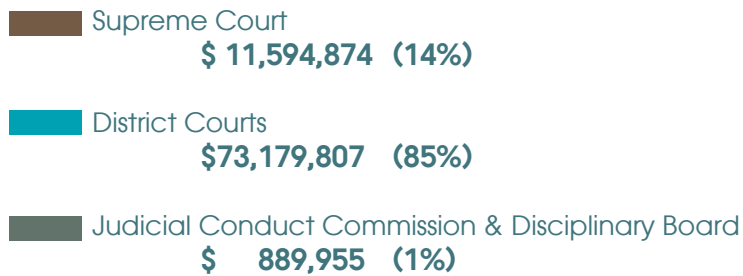 Supreme Court
$ 11,594,874 (14%)
District Courts
$73,179,807 (85%)
Judicial Conduct Commission & Disciplinary Board
$ 889,955 (1%)